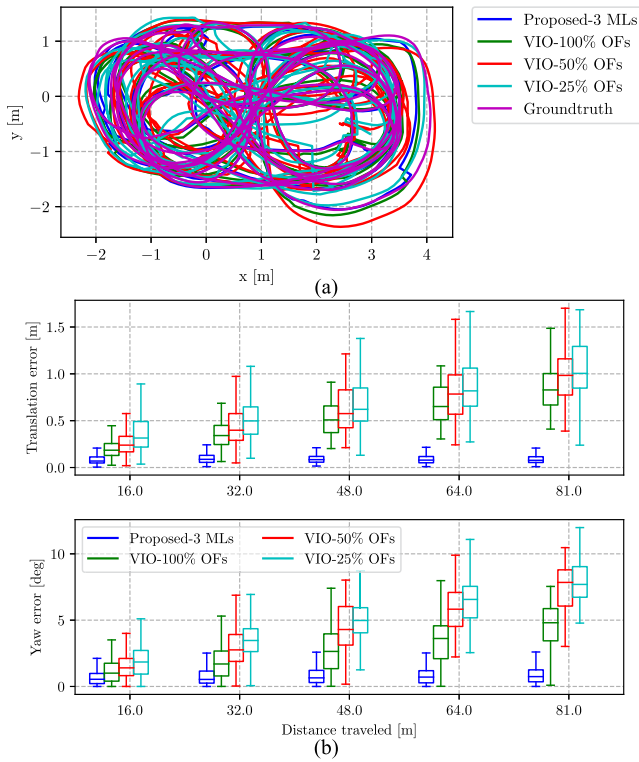 Proposed-3 MLs
VIO-100% OFs
VIO-50% OFs
VIO-25% OFs
Groundtruth
1
0
−1
−2
y [m]
−2 −1 0 1 2 3 4
x [m]
(a)
1.5
1.0
0.5
0.0
Translation error [m]
16.0 32.0 48.0 64.0 81.0
Proposed-3 MLs VIO-50% OFs
VIO-100% OFs VIO-25% OFs
10
5
0
Yaw error [deg]
16.0 32.0 48.0 64.0 81.0
Distance traveled [m]
(b)